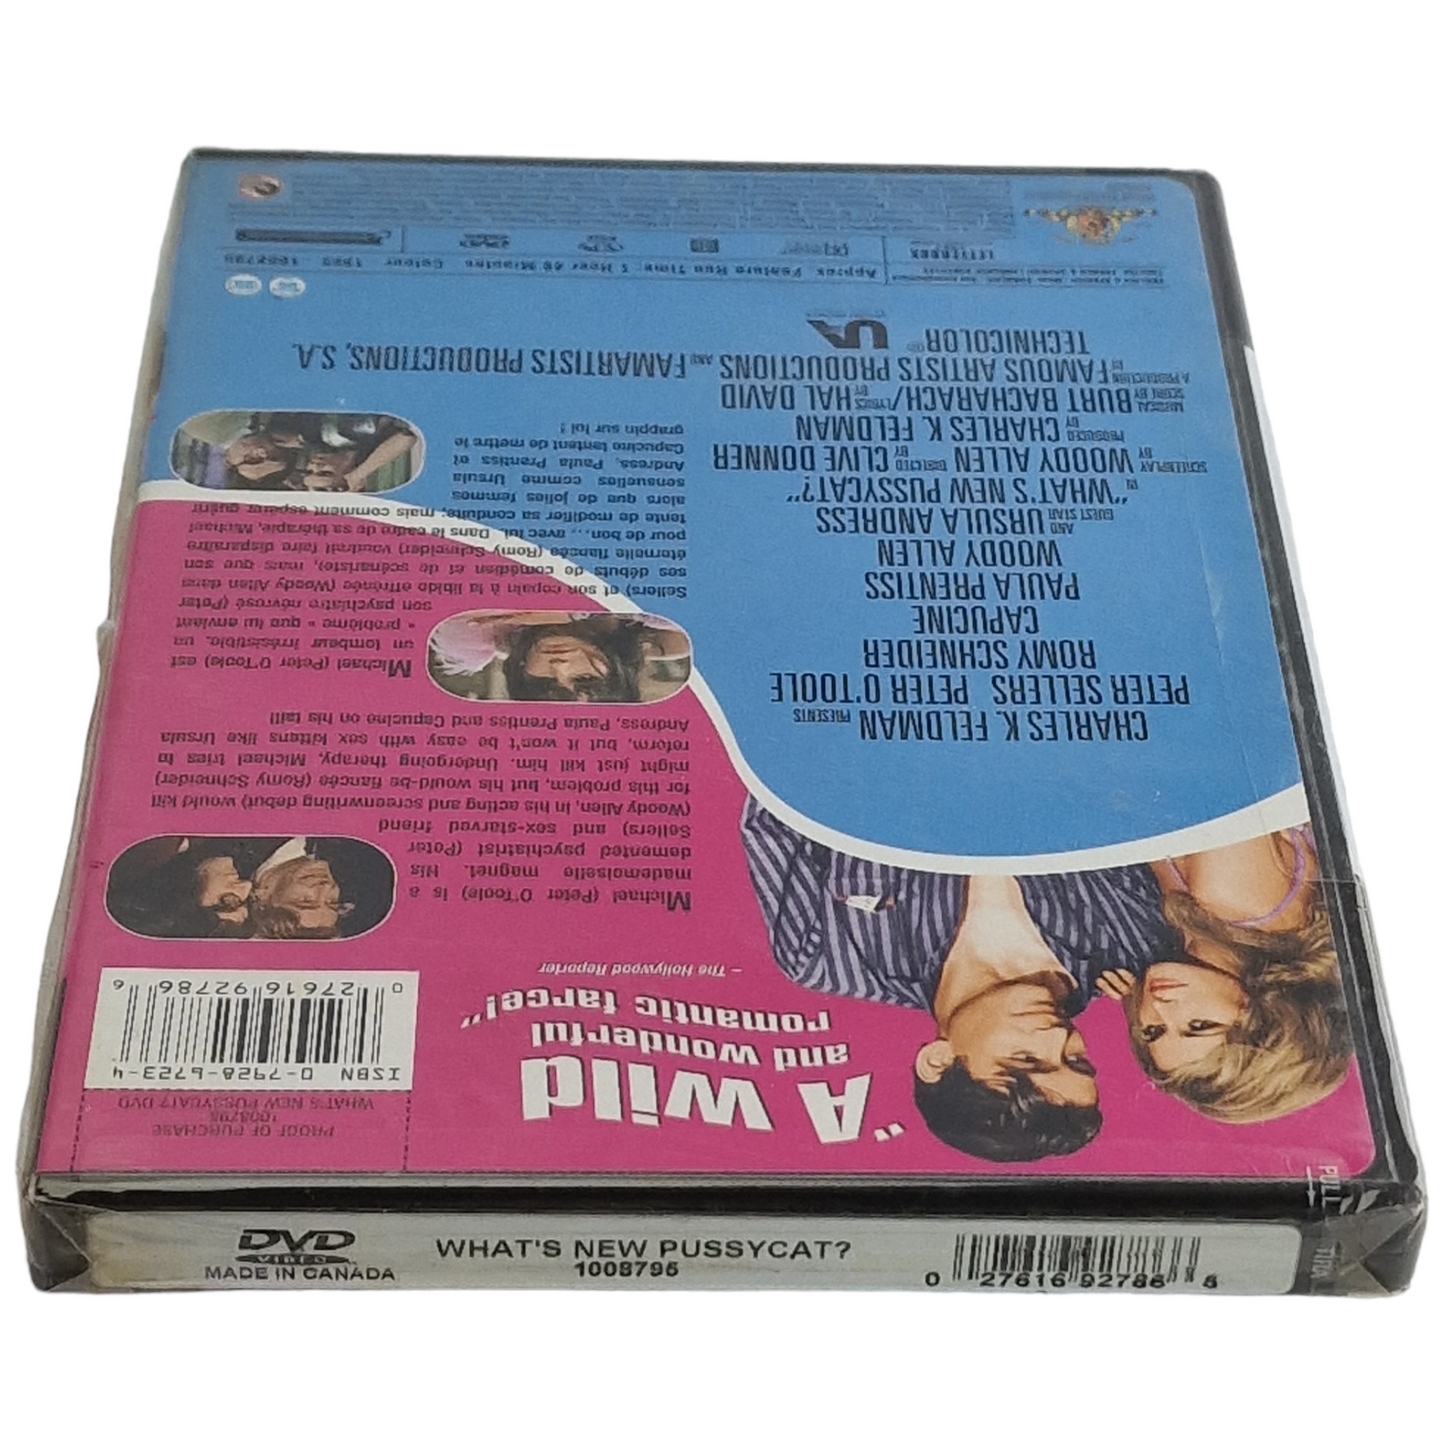 "A wild
and wonderful
romantic farce!"
– The Hollywood Reporter
PROOF OF PURCHASE
1008795
WHAT'S NEW PUSSYCAT? DVD
ISBN 0-7928-6723-4
0 27616 92786 6
Michael (Peter O'Toole) is a
mademoiselle magnet. His
demented psychiatrist (Peter
Sellers) and sex-starved friend
(Woody Allen, in his acting and screenwriting debut) would kill
for this problem, but his would-be fiancée (Romy Schneider)
might just kill him. Undergoing therapy, Michael tries to
reform, but it won't be easy with sex kittens like Ursula
Andress, Paula Prentiss and Capucine on his tail!
Michael (Peter O'Toole) est
un tombeur irrésistible, un
« problème » que lui envient
son psychiatre névrosé (Peter
Sellers) et son copain à la libido effrénée (Woody Allen dans
ses débuts de comédien et de scénariste), mais que son
éternelle fiancée (Romy Schneider) voudrait faire disparaître
pour de bon... avec lui. Dans le cadre de sa thérapie, Michael
tente de modifier sa conduite; mais comment espérer guérir
alors que de jolies femmes
sensuelles comme Ursula
Andress, Paula Prentiss et
Capucine tentent de mettre le
grappin sur lui !
CHARLES K. FELDMAN PRESENTS
PETER SELLERS PETER O'TOOLE
ROMY SCHNEIDER
CAPUCINE
PAULA PRENTISS
WOODY ALLEN
AND GUEST STAR URSULA ANDRESS
IN "WHAT'S NEW PUSSYCAT?"
SCREENPLAY BY WOODY ALLEN DIRECTED BY CLIVE DONNER
PRODUCED BY CHARLES K. FELDMAN
MUSICAL SCORE BY BURT BACHARACH/LYRICS BY HAL DAVID
A PRODUCTION BY FAMOUS ARTISTS PRODUCTIONS AND FAMARTISTS PRODUCTIONS, S.A.
TECHNICOLOR® UA
Approx. Feature Run Time: 1 Hour 48 Minutes Colour 1965 1008795
LETTERBOX
DVD
VIDEO
MADE IN CANADA
WHAT'S NEW PUSSYCAT?
1008795
0 27616 92786 6
PULL